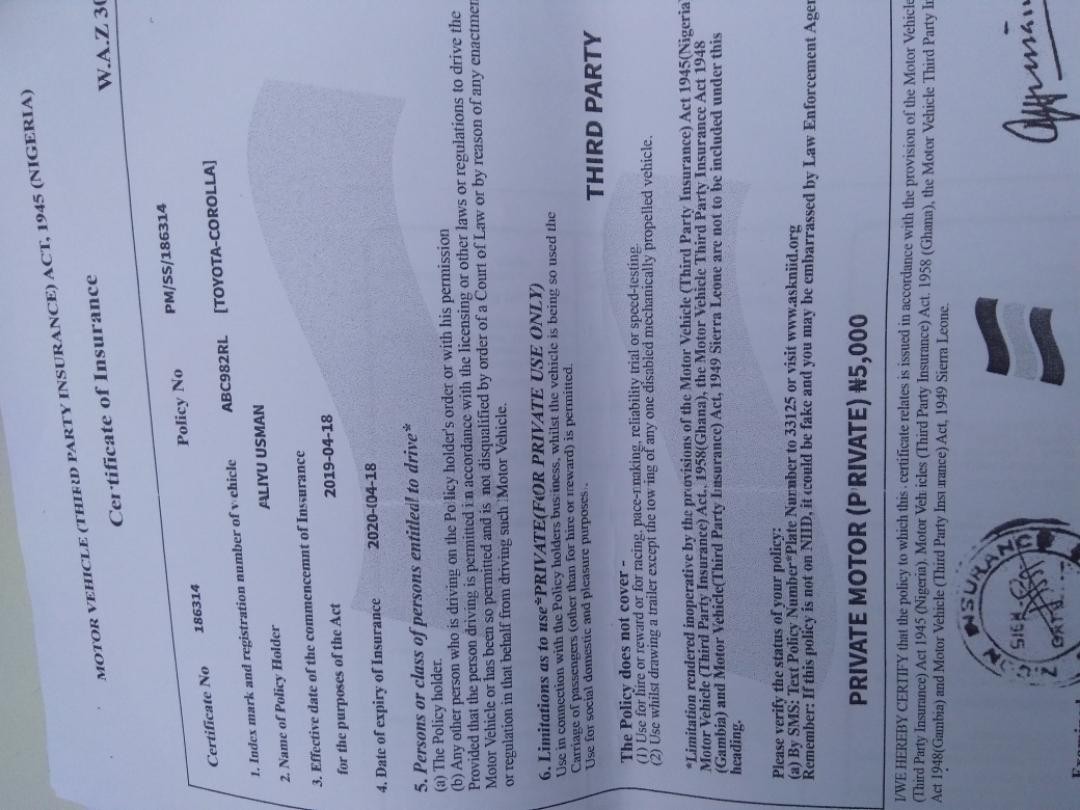 MOTOR VEHICLE (THIRD PARTY INSURANCE) ACT, 1945 (NIGERIA)
Certificate of Insurance
W.A.Z
Certificate No 186314 Policy No PM/SS/186314
1. Index mark and registration number of vehicle ABC982RL [TOYOTA-COROLLA]
2. Name of Policy Holder ALIYU USMAN
3. Effective date of the commencemnt of Inssurance
for the purposes of the Act 2019-04-18
4. Date of expiry of Insurance 2020-04-18
5. Persons or class of persons entitled to drive*
(a) The Policy holder.
(b) Any other person who is driving on the Policy holder's order or with his permission
Provided that the person driving is permitted in accordance with the licensing or other laws or regulations to drive the
Motor Vehicle or has been so permitted and is not disqualified by order of a Court of Law or by reason of any
or regulation in that behalf from driving such Motor Vehicle.
6. Limitations as to use*PRIVATE(FOR PRIVATE USE ONLY)
Use in connection with the Policy holders business, whilst the vehicle is being so used the
Carriage of passengers (other than for hire or rreward) is permitted.
Use for social domestic and pleasure purposes.
THIRD PARTY
The Policy does not cover -
(1) Use for hire or reward or for racing, pace-making, reliability trial or speed-testing
(2) Use whilst drawing a trailer except the towing of any one disabled mechanically propelled vehicle.
*Limitation rendered inoperative by the provisions of the Motor Vehicle (Third Party Insurance) Act 1945(Nigeria)
Motor Vehicle (Third Party Insurance) Act, 1958(Ghana), the Motor Vehicle Third Party Insurance Act 1948
(Gambia) and Motor Vehicle(Third Party Insurance) Act, 1949 Sierra Leone are not to be included under this
heading.
Please verify the status of your policy:
(a) By SMS: Text Policy Number*Plate Number to 33125 or visit www.askniid.org
Remember: If this policy is not on NIID, it could be fake and you may be embarrassed by Law Enforcement
PRIVATE MOTOR (PRIVATE) ₦5,000
I/WE HEREBY CERTIFY that the policy to which this certificate relates is issued in accordance with the provision of the Motor Vehicle
(Third Party Insurance) Act 1945 (Nigeria). Motor Vehicles (Third Party Insurance) Act. 1958 (Ghana), the Motor Vehicle Third Party
Act 1948(Gambia) and Motor Vehicle (Third Party Insurance) Act, 1949 Sierra Leone.
INSURANCE
SIGN
DATE